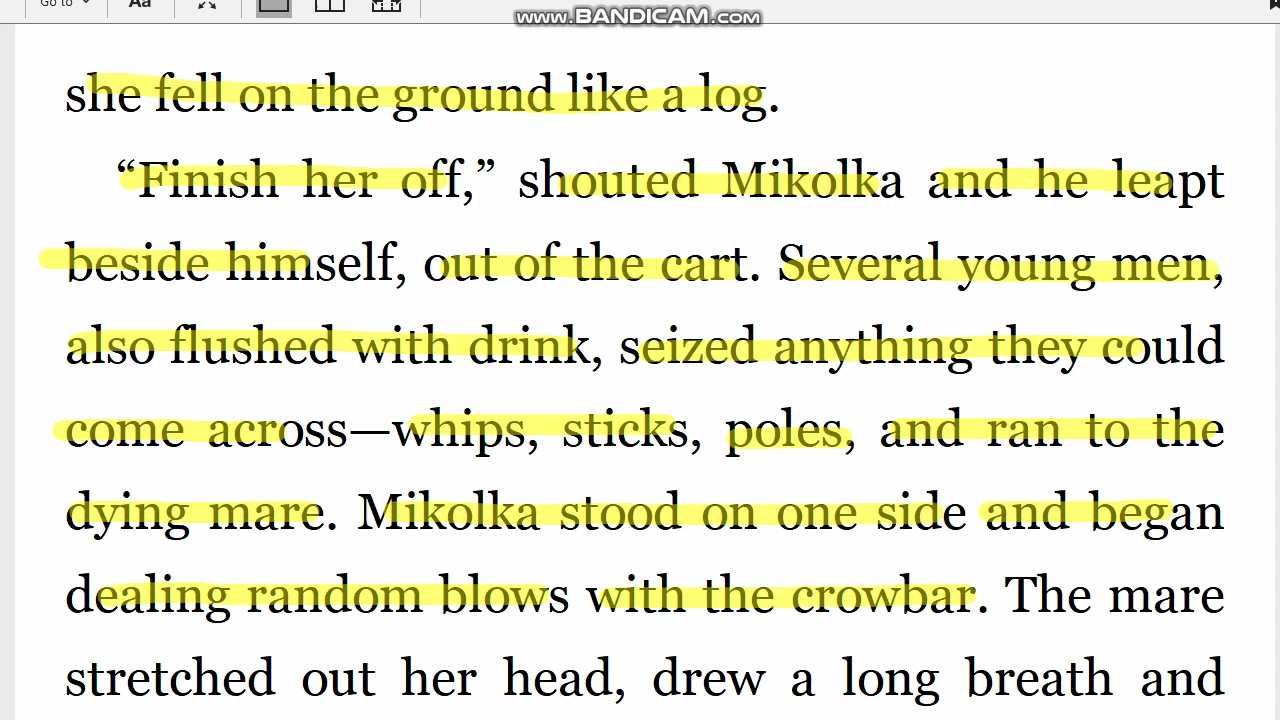 Go to
Aa
www.BANDICAM.com
she fell on the ground like a log.
“Finish her off,” shouted Mikolka and he leapt
beside himself, out of the cart. Several young men,
also flushed with drink, seized anything they could
come across—whips, sticks, poles, and ran to the
dying mare. Mikolka stood on one side and began
dealing random blows with the crowbar. The mare
stretched out her head, drew a long breath and